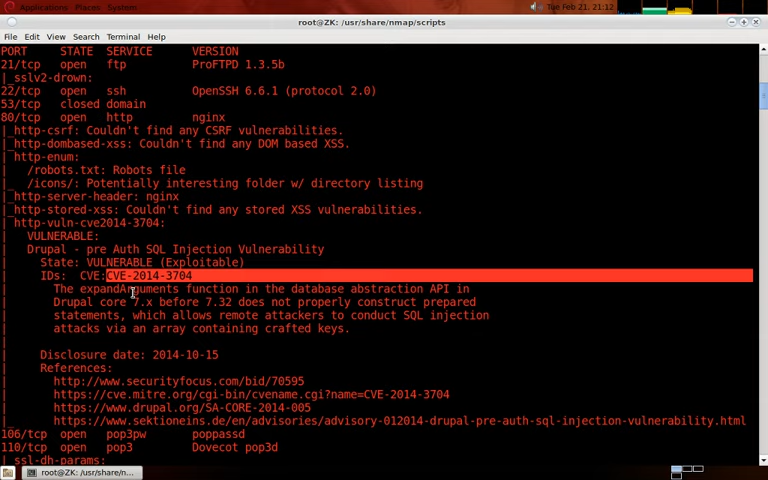 Applications Places System
Tue Feb 21, 21:12
root@ZK: /usr/share/nmap/scripts
File Edit View Search Terminal Help
PORT STATE SERVICE VERSION
21/tcp open ftp ProFTPD 1.3.5b
|_sslv2-drown:
22/tcp open ssh OpenSSH 6.6.1 (protocol 2.0)
53/tcp closed domain
80/tcp open http nginx
|_http-csrf: Couldn't find any CSRF vulnerabilities.
|_http-dombased-xss: Couldn't find any DOM based XSS.
| http-enum:
|   /robots.txt: Robots file
|_  /icons/: Potentially interesting folder w/ directory listing
|_http-server-header: nginx
|_http-stored-xss: Couldn't find any stored XSS vulnerabilities.
| http-vuln-cve2014-3704:
|   VULNERABLE:
|   Drupal - pre Auth SQL Injection Vulnerability
|     State: VULNERABLE (Exploitable)
|     IDs:  CVE:CVE-2014-3704
|       The expandArguments function in the database abstraction API in
|       Drupal core 7.x before 7.32 does not properly construct prepared
|       statements, which allows remote attackers to conduct SQL injection
|       attacks via an array containing crafted keys.
|
|     Disclosure date: 2014-10-15
|     References:
|       http://www.securityfocus.com/bid/70595
|       https://cve.mitre.org/cgi-bin/cvename.cgi?name=CVE-2014-3704
|       https://www.drupal.org/SA-CORE-2014-005
|_      https://www.sektioneins.de/en/advisories/advisory-012014-drupal-pre-auth-sql-injection-vulnerability.html
106/tcp open pop3pw poppassd
110/tcp open pop3 Dovecot pop3d
| ssl-dh-params:
root@ZK: /usr/share/n...